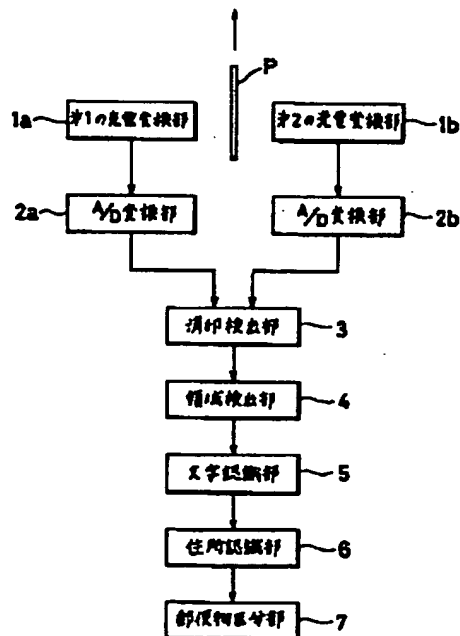 P
1a 第1の光電変換部
第2の光電変換部 1b
2a A/D変換部
A/D変換部 2b
消印検出部 3
領域検出部 4
文字認識部 5
住所認識部 6
郵便物区分部 7